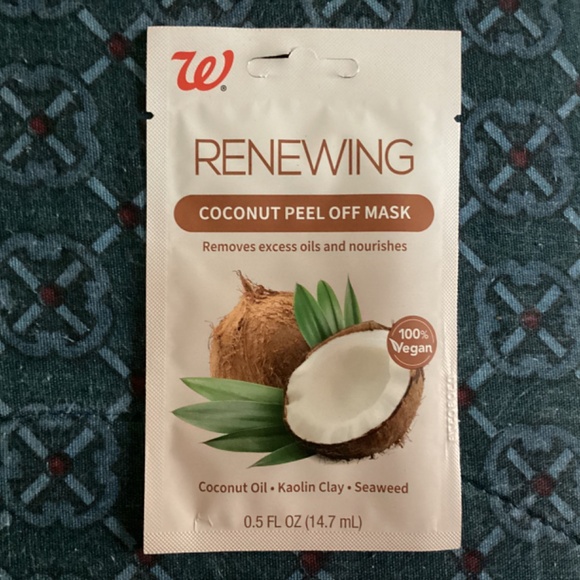 W®
RENEWING
COCONUT PEEL OFF MASK
Removes excess oils and nourishes
100%
Vegan
Coconut Oil • Kaolin Clay • Seaweed
0.5 FL OZ (14.7 mL)